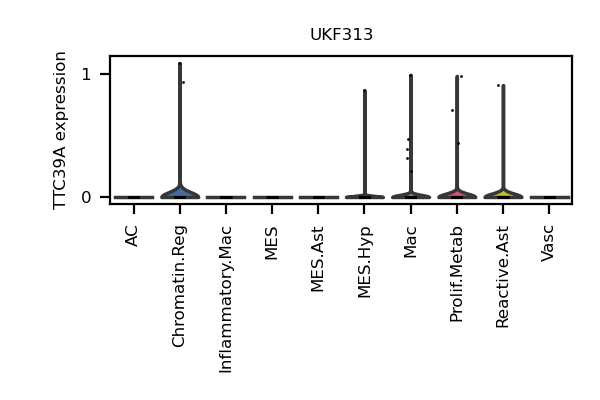 UKF313
TTC39A expression
1
0
AC
Chromatin.Reg
Inflammatory.Mac
MES
MES.Ast
MES.Hyp
Mac
Prolif.Metab
Reactive.Ast
Vasc